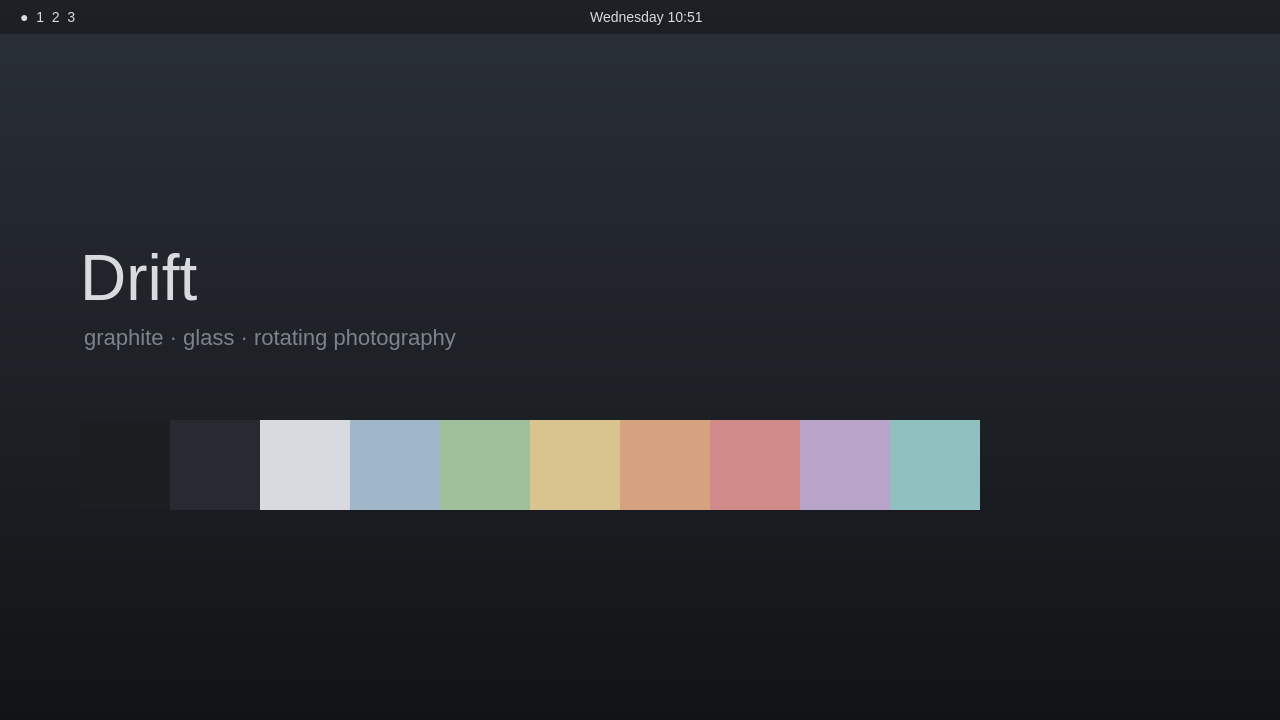 ● 1 2 3
Wednesday 10:51
Drift
graphite · glass · rotating photography